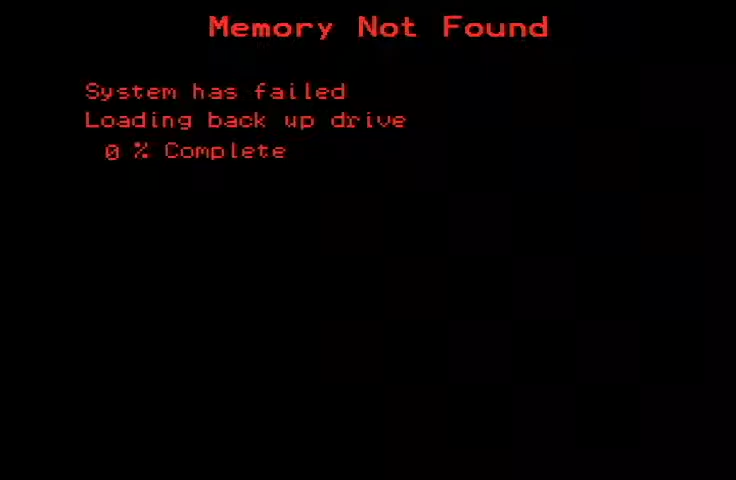 Memory Not Found
System has failed
Loading back up drive
0 % Complete